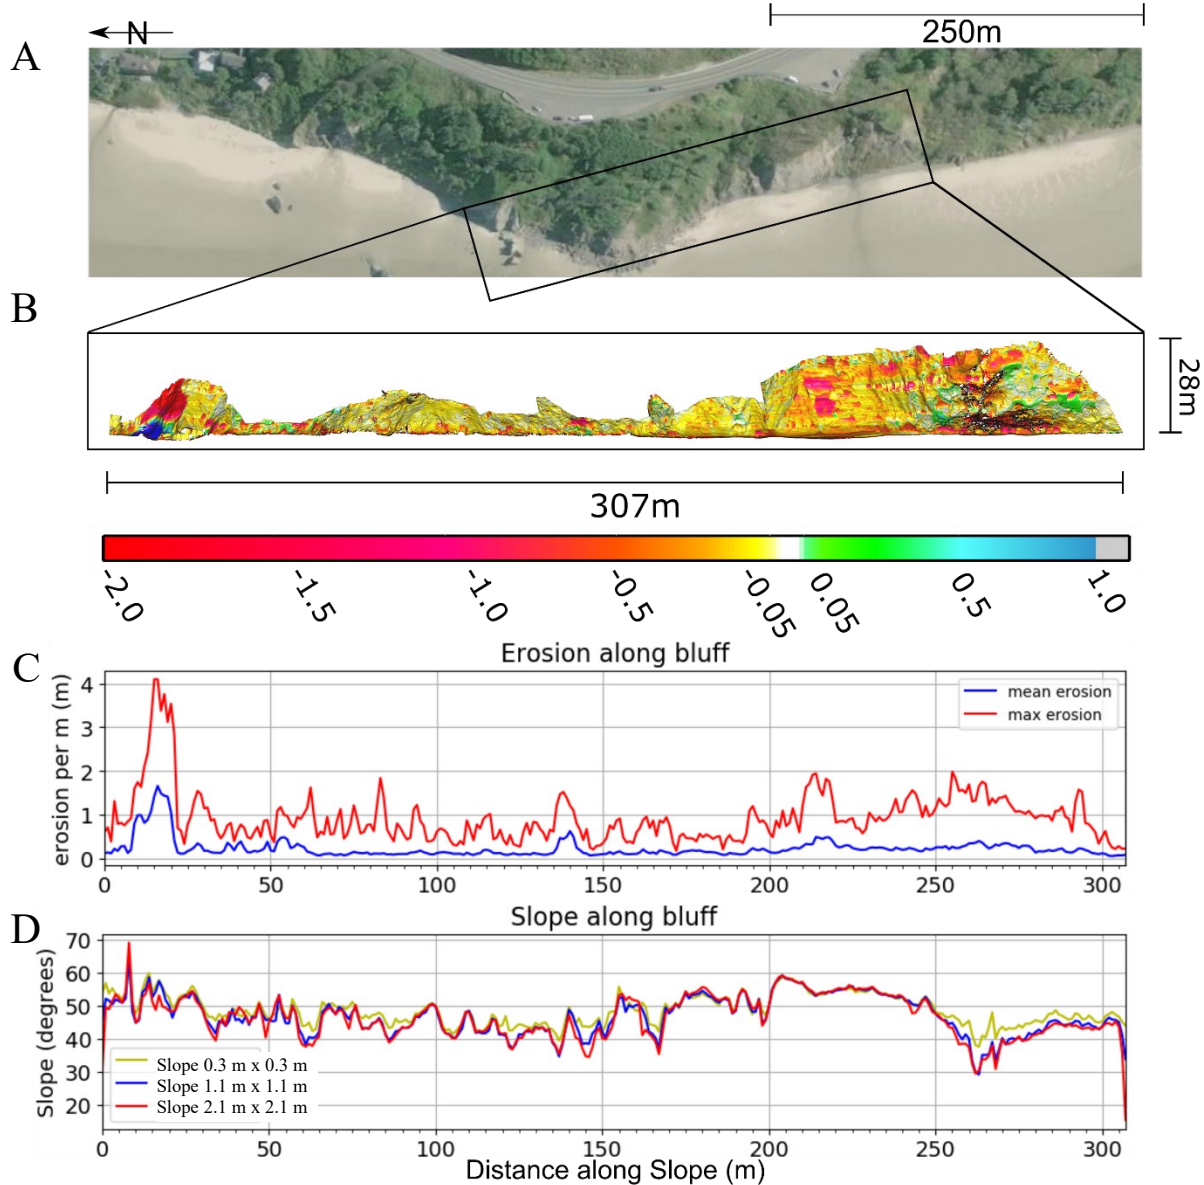 N
250m
A
B
28m
307m
-2.0
-1.5
-1.0
-0.5
-0.05
0.05
0.5
1.0
C
Erosion along bluff
erosion per m (m)
4
3
2
1
0
mean erosion
max erosion
0 50 100 150 200 250 300
D
Slope along bluff
Slope (degrees)
70
60
50
40
30
20
Slope 0.3 m x 0.3 m
Slope 1.1 m x 1.1 m
Slope 2.1 m x 2.1 m
0 50 100 150 200 250 300
Distance along Slope (m)